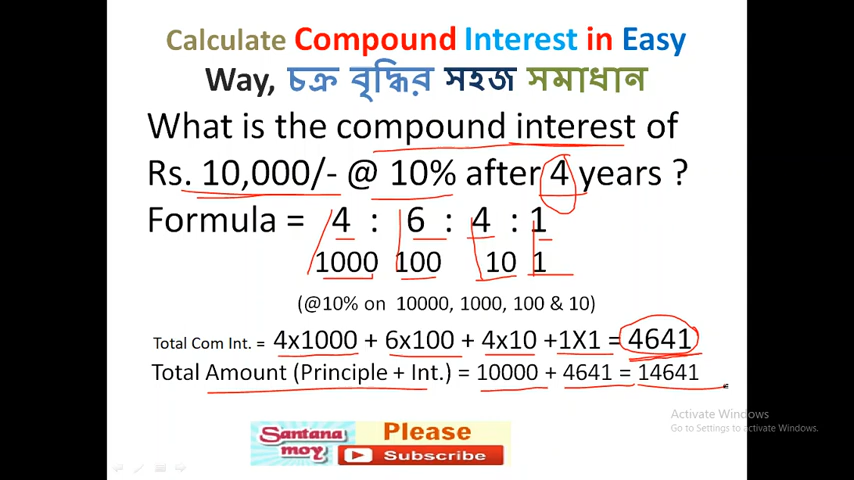 Calculate Compound Interest in Easy
Way, চক্র বৃদ্ধির সহজ সমাধান
What is the compound interest of
Rs. 10,000/- @ 10% after 4 years ?
Formula = 4 : 6 : 4 : 1
1000 100 10 1
(@10% on 10000, 1000, 100 & 10)
Total Com Int. = 4x1000 + 6x100 + 4x10 +1X1 = 4641
Total Amount (Principle + Int.) = 10000 + 4641 = 14641
Activate Windows
Go to Settings to activate Windows.
Santana moy
Please
Subscribe